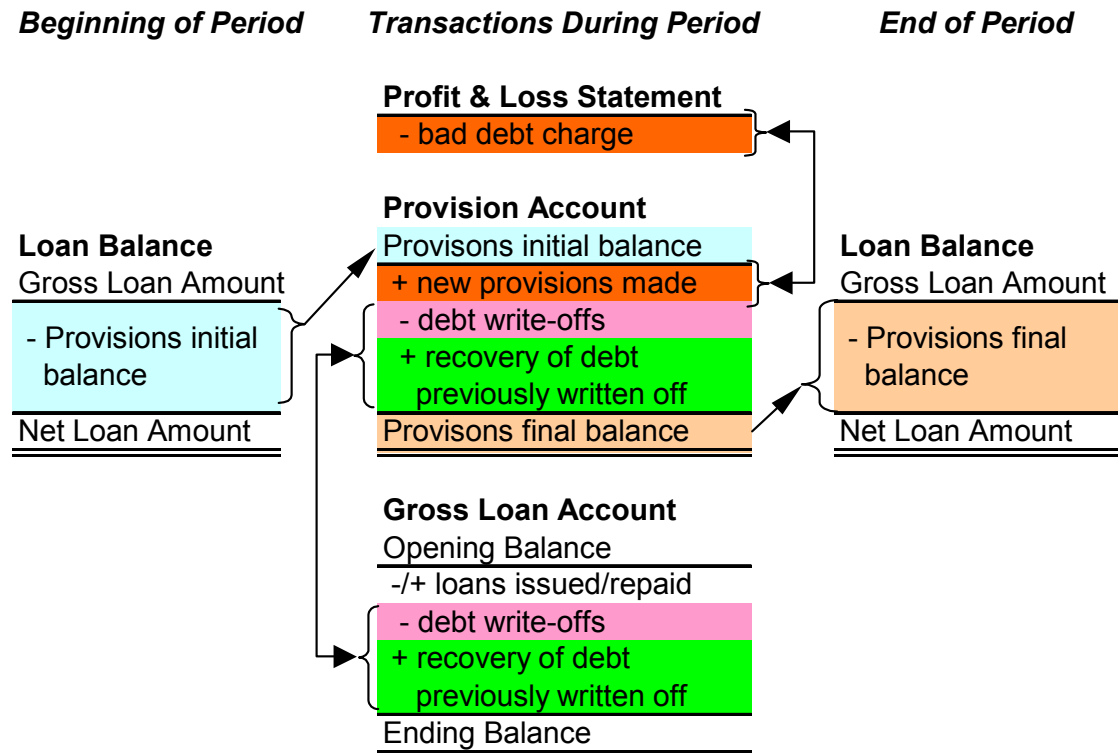 Beginning of Period
Transactions During Period
End of Period
Profit & Loss Statement
- bad debt charge
Provision Account
Provisons initial balance
+ new provisions made
- debt write-offs
+ recovery of debt
previously written off
Provisons final balance
Loan Balance
Gross Loan Amount
- Provisions initial
balance
Net Loan Amount
Loan Balance
Gross Loan Amount
- Provisions final
balance
Net Loan Amount
Gross Loan Account
Opening Balance
-/+ loans issued/repaid
- debt write-offs
+ recovery of debt
previously written off
Ending Balance